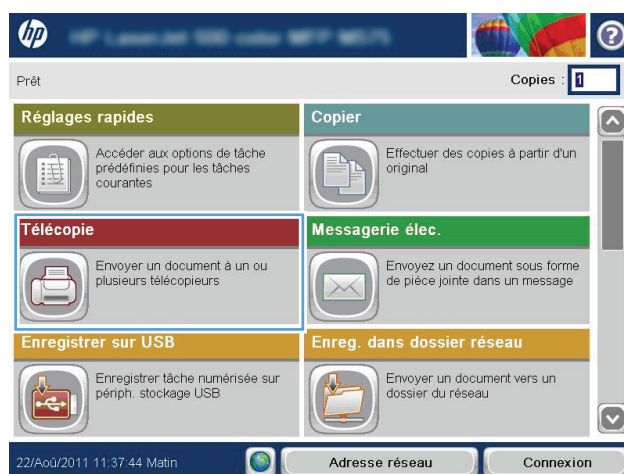 hp
Prêt
Copies : 1
Réglages rapides
Accéder aux options de tâche
prédéfinies pour les tâches
courantes
Copier
Effectuer des copies à partir d'un
original
Télécopie
Envoyer un document à un ou
plusieurs télécopieurs
Messagerie élec.
Envoyez un document sous forme
de pièce jointe dans un message
Enregistrer sur USB
Enregistrer tâche numérisée sur
périph. stockage USB
Enreg. dans dossier réseau
Envoyer un document vers un
dossier du réseau
22/Aoû/2011 11:37:44 Matin
Adresse réseau
Connexion